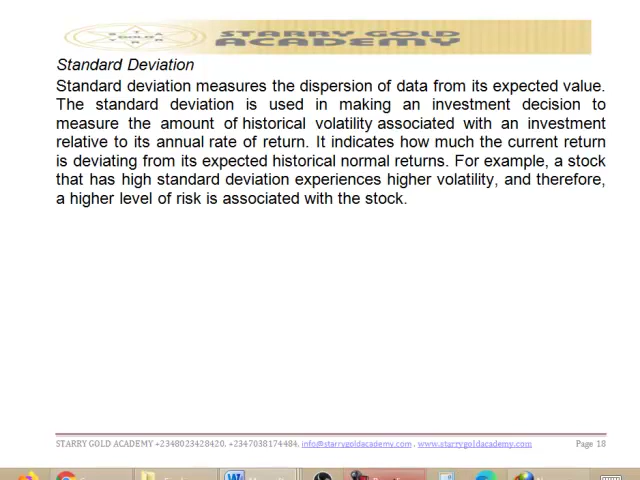 STARRY GOLD
ACADEMY
Standard Deviation
Standard deviation measures the dispersion of data from its expected value.
The standard deviation is used in making an investment decision to
measure the amount of historical volatility associated with an investment
relative to its annual rate of return. It indicates how much the current return
is deviating from its expected historical normal returns. For example, a stock
that has high standard deviation experiences higher volatility, and therefore,
a higher level of risk is associated with the stock.
STARRY GOLD ACADEMY +2348023428420, +2347038174484, info@starrygoldacademy.com , www.starrygoldacademy.com Page 18